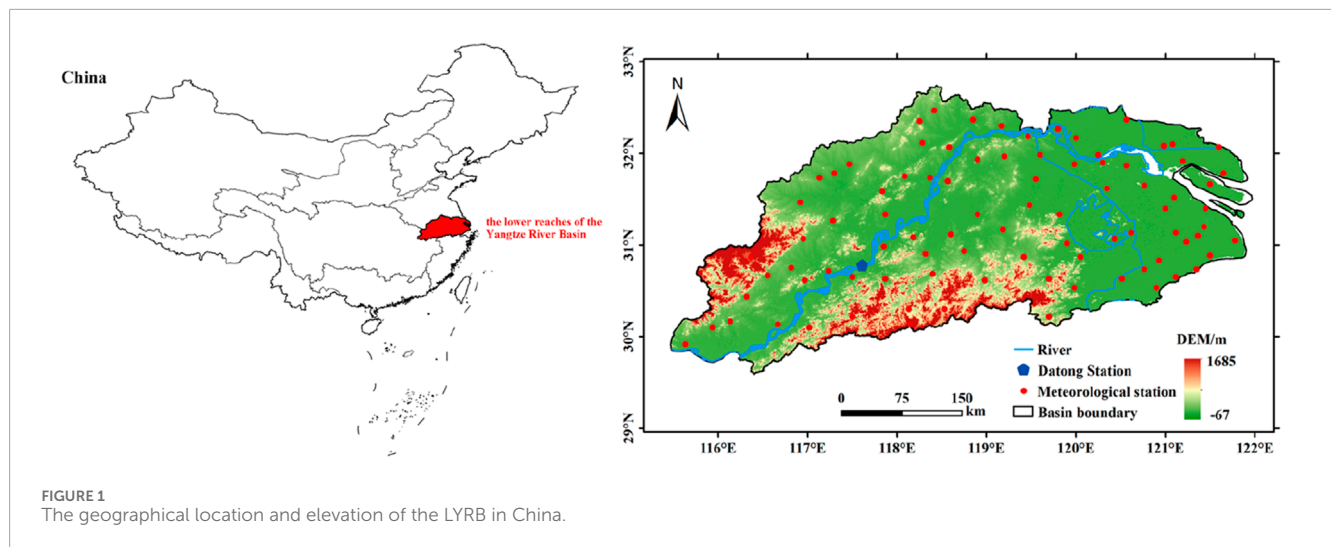 China
the lower reaches of the
Yangtze River Basin
N
33°N
32°N
31°N
30°N
29°N
116°E
117°E
118°E
119°E
120°E
121°E
122°E
River
Datong Station
Meteorological station
Basin boundary
DEM/m
1685
-67
0 75 150
km
FIGURE 1
The geographical location and elevation of the LYRB in China.